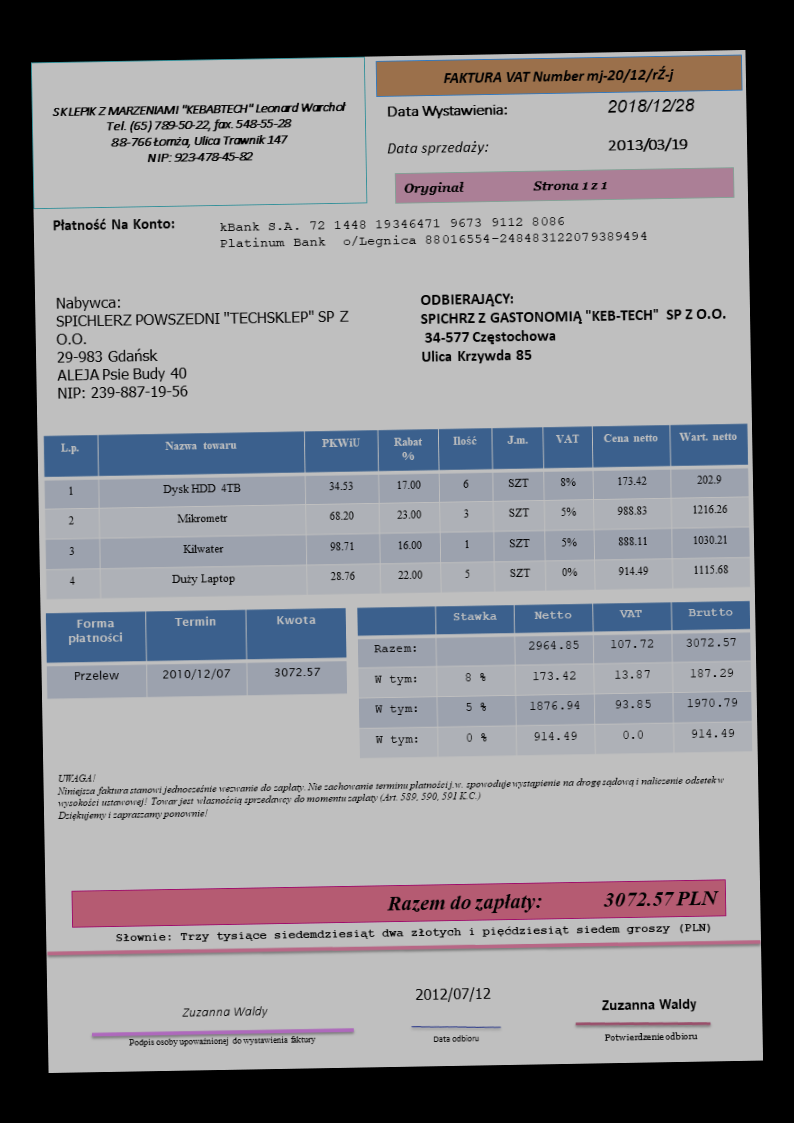 SKLEPIK Z MARZENIAMI "KEBABTECH" Leonard Warchoł
Tel. (65) 789-50-22, fax. 548-55-28
88-766 Łomża, Ulica Trawnik 147
NIP: 923-478-45-82
FAKTURA VAT Number mj-20/12/rŹ-j
Data Wystawienia: 2018/12/28
Data sprzedaży: 2013/03/19
Oryginał Strona 1 z 1
Płatność Na Konto: kBank S.A. 72 1448 19346471 9673 9112 8086
Platinum Bank o/Legnica 88016554-248483122079389494
Nabywca:
SPICHLERZ POWSZEDNI "TECHSKLEP" SP Z
O.O.
29-983 Gdańsk
ALEJA Psie Budy 40
NIP: 239-887-19-56
ODBIERAJĄCY:
SPICHRZ Z GASTONOMIĄ "KEB-TECH" SP Z O.O.
34-577 Częstochowa
Ulica Krzywda 85
L.p. Nazwa towaru PKWiU Rabat % Ilość J.m. VAT Cena netto Wart. netto
1 Dysk HDD 4TB 34.53 17.00 6 SZT 8% 173.42 202.9
2 Mikrometr 68.20 23.00 3 SZT 5% 988.83 1216.26
3 Kilwater 98.71 16.00 1 SZT 5% 888.11 1030.21
4 Duży Laptop 28.76 22.00 5 SZT 0% 914.49 1115.68
Forma płatności Termin Kwota
Przelew 2010/12/07 3072.57
Stawka Netto VAT Brutto
Razem: 2964.85 107.72 3072.57
W tym: 8 % 173.42 13.87 187.29
W tym: 5 % 1876.94 93.85 1970.79
W tym: 0 % 914.49 0.0 914.49
UWAGA!
Niniejsza faktura stanowi jednocześnie wezwanie do zapłaty. Nie zachowanie terminu płatności j.w. spowoduje wystąpienie na drogę sądową i naliczenie odsetek w
wysokości ustawowej! Towar jest własnością sprzedawcy do momentu zapłaty (Art. 589, 590, 591 K.C.)
Dziękujemy i zapraszamy ponownie!
Razem do zapłaty: 3072.57 PLN
Słownie: Trzy tysiące siedemdziesiąt dwa złotych i pięćdziesiąt siedem groszy (PLN)
Zuzanna Waldy
Podpis osoby upoważnionej do wystawienia faktury
2012/07/12
Data odbioru
Zuzanna Waldy
Potwierdzenie odbioru